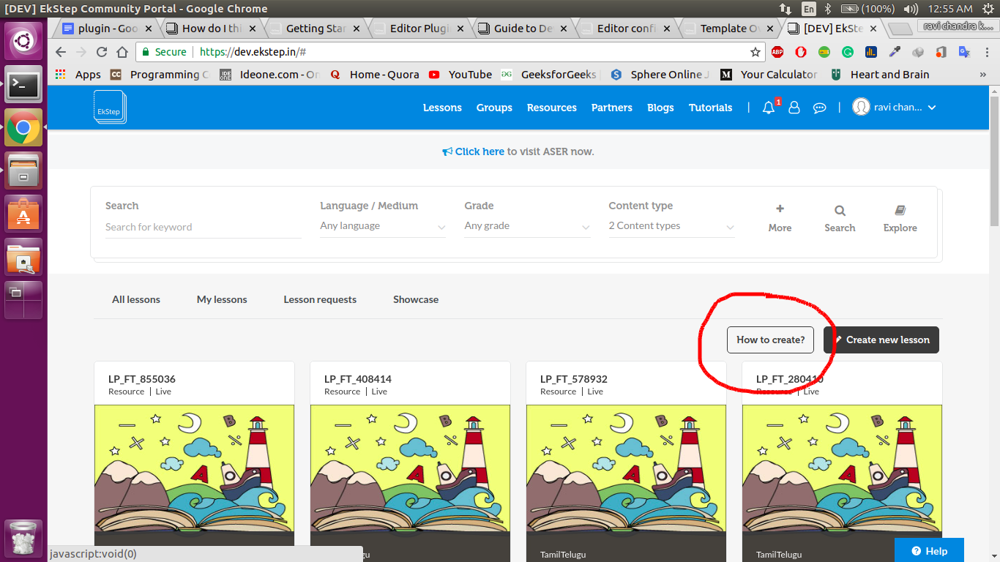 [DEV] EkStep Community Portal - Google Chrome
En
(100%)
12:55 AM
plugin - Goo
How do I thi
Getting Star
Editor Plugi
Guide to De
Editor confi
Template Ov
[DEV] EkSte
ravi chandra k...
Secure
https://dev.ekstep.in/#
ABP
Apps
CC
Programming C
IDE ONE
Ideone.com - On
Q
Home - Quora
YouTube
GeeksforGeeks
S
Sphere Online J
M
Your Calculator
Heart and Brain
»
EkStep
Lessons
Groups
Resources
Partners
Blogs
Tutorials
1
ravi chan...
Click here to visit ASER now.
Search
Language / Medium
Grade
Content type
Search for keyword
Any language
Any grade
2 Content types
More
Search
Explore
All lessons
My lessons
Lesson requests
Showcase
How to create?
Create new lesson
LP_FT_855036
Resource | Live
LP_FT_408414
Resource | Live
LP_FT_578932
Resource | Live
LP_FT_280410
Resource | Live
B
A
B
A
B
A
B
A
gu
TamilTelugu
TamilTelugu
javascript:void(0)
Help